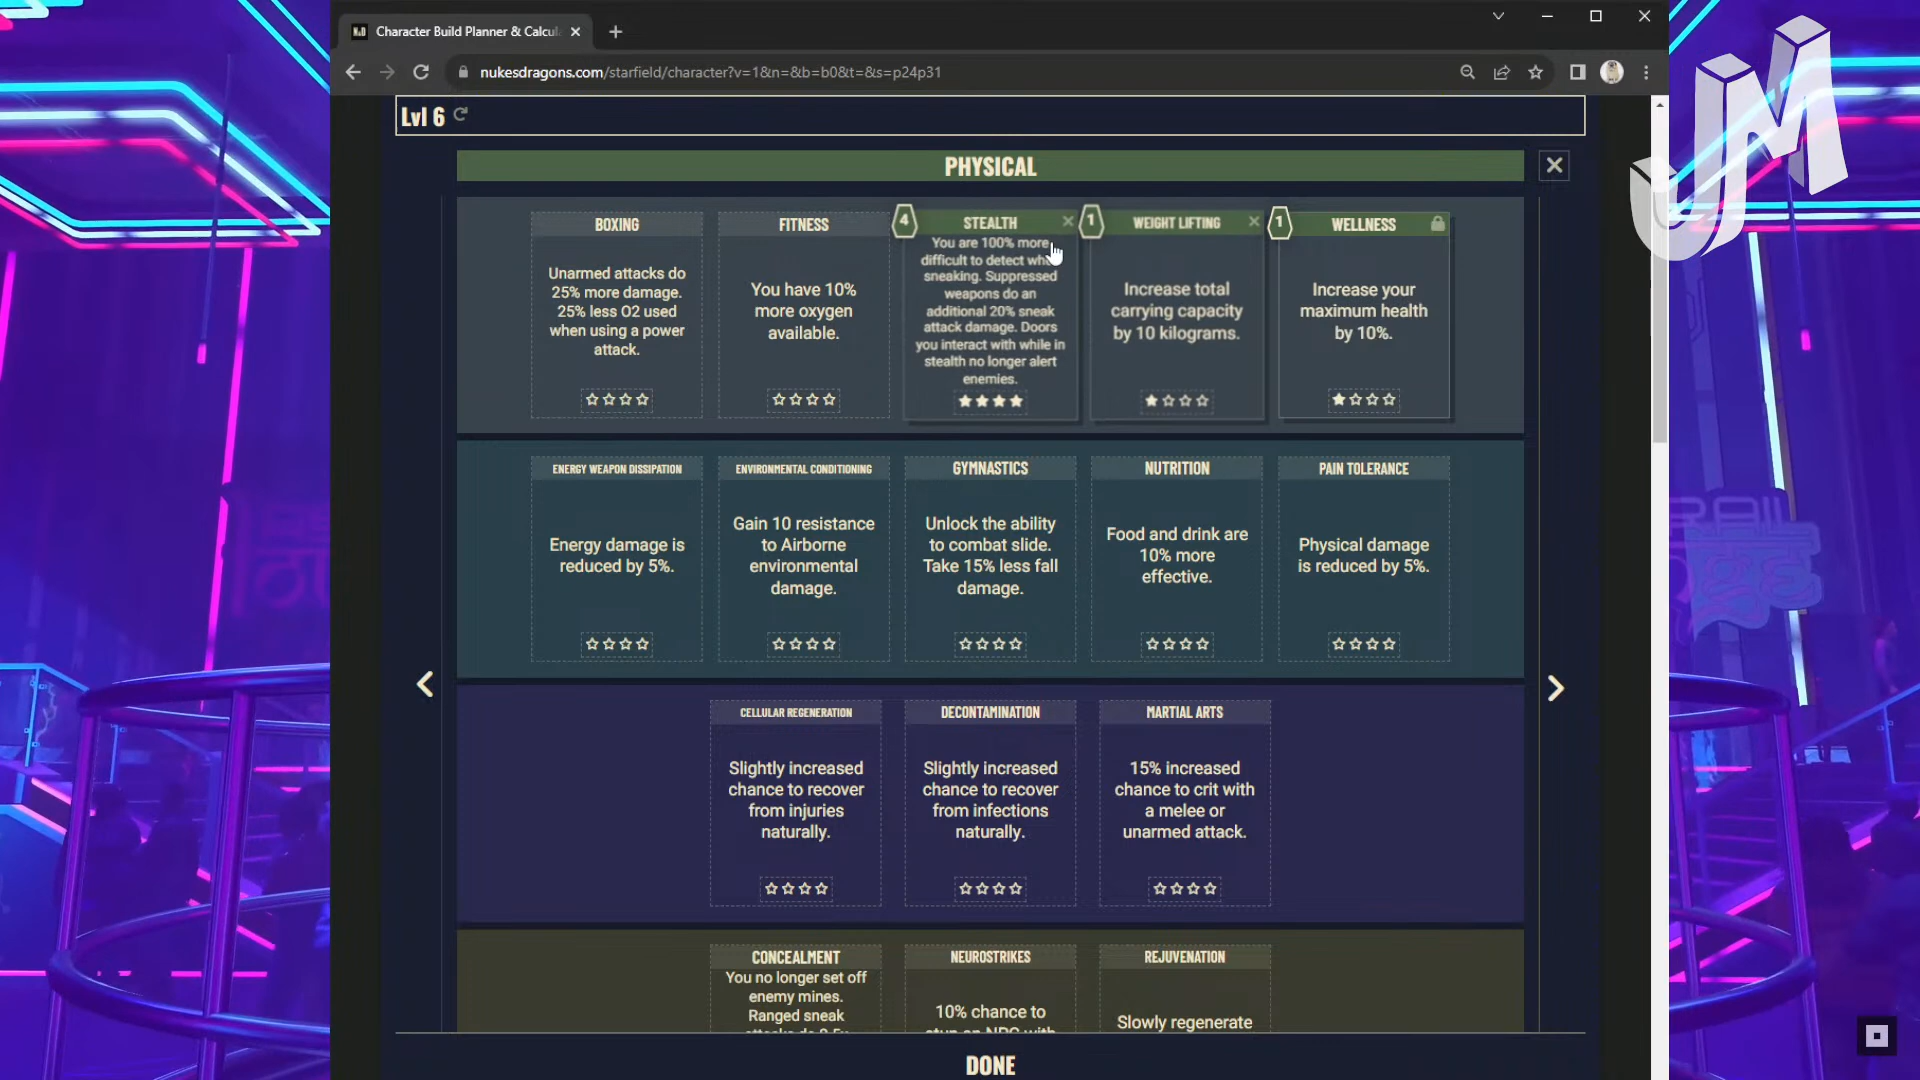 Character Build Planner & Calcul
nukesdragons.com/starfield/character?v=1&n=&b=b0&t=&s=p24p31
JM
Lvl 6
PHYSICAL
BOXING
Unarmed attacks do
25% more damage.
25% less O2 used
when using a power
attack.
FITNESS
You have 10%
more oxygen
available.
4
STEALTH
You are 100% more
difficult to detect
sneaking. Suppressed
weapons do an
additional 20% sneak
attack damage. Doors
you interact with while in
stealth no longer alert
enemies.
1
WEIGHT LIFTING
Increase total
carrying capacity
by 10 kilograms.
1
WELLNESS
Increase your
maximum health
by 10%.
ENERGY WEAPON DISSIPATION
Energy damage is
reduced by 5%.
ENVIRONMENTAL CONDITIONING
Gain 10 resistance
to Airborne
environmental
damage.
GYMNASTICS
Unlock the ability
to combat slide.
Take 15% less fall
damage.
NUTRITION
Food and drink are
10% more
effective.
PAIN TOLERANCE
Physical damage
is reduced by 5%.
CELLULAR REGENERATION
Slightly increased
chance to recover
from injuries
naturally.
DECONTAMINATION
Slightly increased
chance to recover
from infections
naturally.
MARTIAL ARTS
15% increased
chance to crit with
a melee or
unarmed attack.
CONCEALMENT
You no longer set off
enemy mines.
Ranged sneak
NEUROSTRIKES
10% chance to
REJUVENATION
Slowly regenerate
DONE